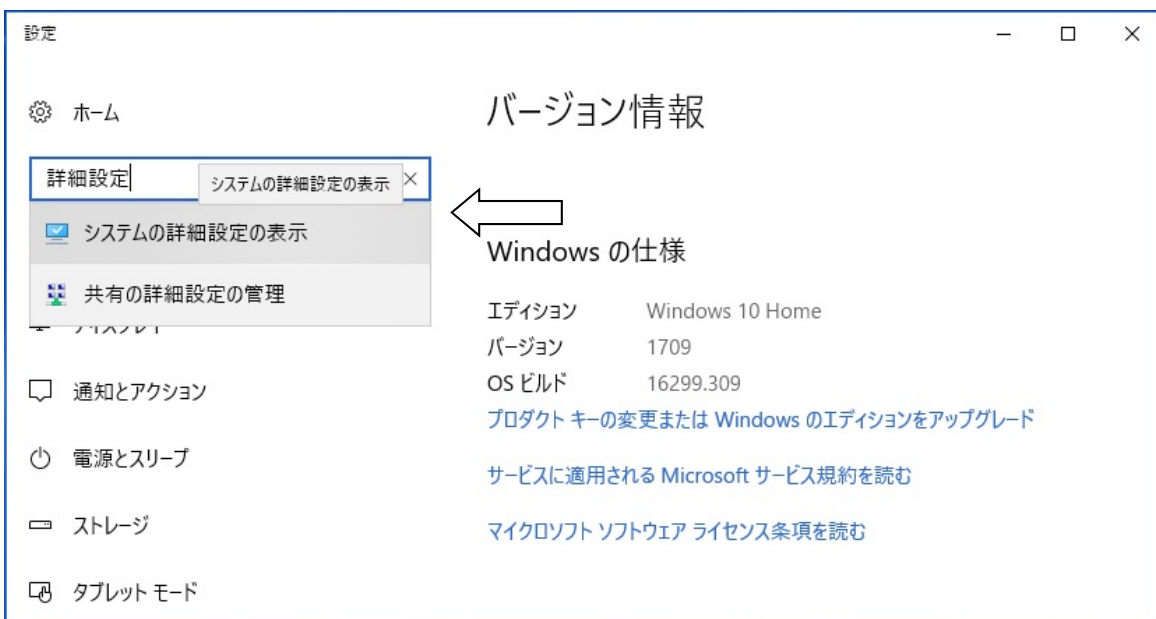 設定
ホーム
詳細設定
システムの詳細設定の表示
システムの詳細設定の表示
共有の詳細設定の管理
ディスプレイ
通知とアクション
電源とスリープ
ストレージ
タブレット モード
バージョン情報
Windows の仕様
エディション Windows 10 Home
バージョン 1709
OS ビルド 16299.309
プロダクト キーの変更または Windows のエディションをアップグレード
サービスに適用される Microsoft サービス規約を読む
マイクロソフト ソフトウェア ライセンス条項を読む